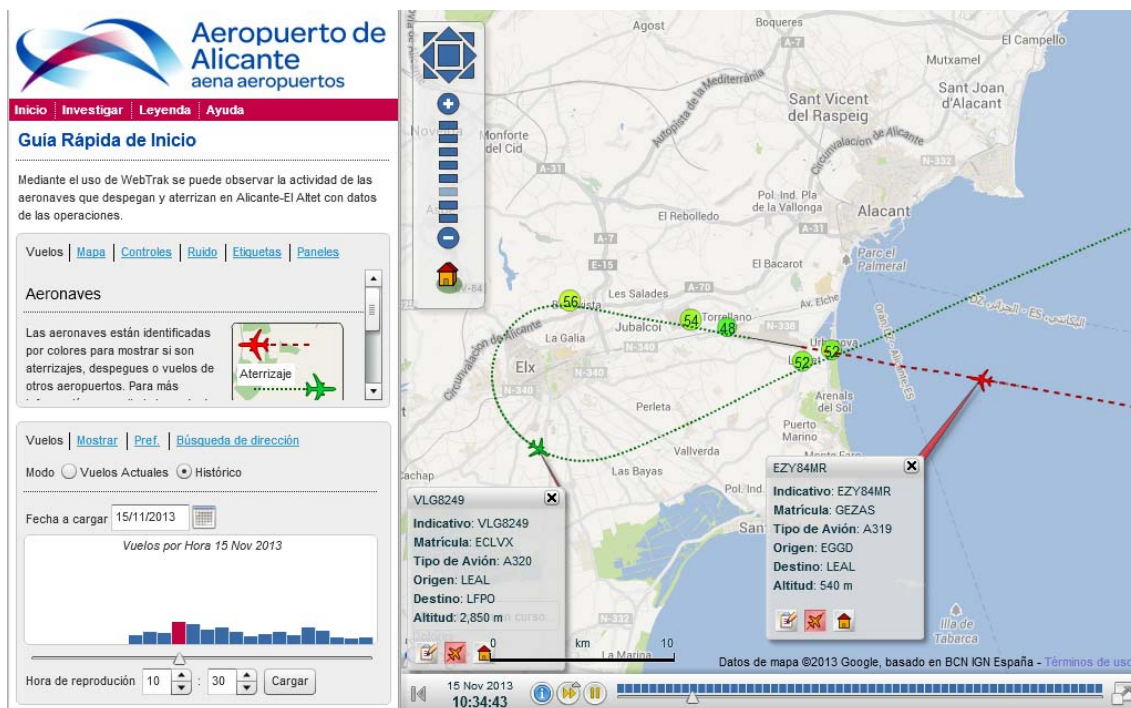 Aeropuerto de
Alicante
aena aeropuertos
Inicio Investigar Leyenda Ayuda
Guía Rápida de Inicio
Mediante el uso de WebTrak se puede observar la actividad de las
aeronaves que despegan y aterrizan en Alicante-El Altet con datos
de las operaciones.
Vuelos Mapa Controles Ruido Etiquetas Paneles
Aeronaves
Las aeronaves están identificadas
por colores para mostrar si son
aterrizajes, despegues o vuelos de
otros aeropuertos. Para más
Aterrizaje
Vuelos Mostrar Pref. Búsqueda de dirección
Modo Vuelos Actuales Histórico
Fecha a cargar 15/11/2013
Vuelos por Hora 15 Nov 2013
Hora de reproducción 10 : 30 Cargar
Agost
Boqueres
A-7
El Campello
Mutxamel
Autopista de la Mediterránia
Sant Vicent
del Raspeig
Sant Joan
d'Alacant
Monforte
del Cid
Circunvalacion de Alicante
N-332
A-31
Pol. Ind. Pla
de la Vallonga
El Rebolledo
Alacant
A-31
A-7
E-15
El Bacarot
Parc el
Palmeral
56
Les Salades
A-70
Av. Elche
54
Torrellano
48
Jubalcoi
N-338
La Galia
N-340
Circunvalación de Alicante
Elx
N-340
N-340
52
52
Arenals
del Sol
Perleta
Puerto
Marino
Vallverda
Las Bayas
Pol. Ind.
VLG8249
Indicativo: VLG8249
Matrícula: ECLVX
Tipo de Avión: A320
Origen: LEAL
Destino: LFPO
Altitud: 2,850 m
EZY84MR
Indicativo: EZY84MR
Matrícula: GEZAS
Tipo de Avión: A319
Origen: EGGD
Destino: LEAL
Altitud: 540 m
N-332
Illa de
Tabarca
0 km 10
La Marina
Datos de mapa ©2013 Google, basado en BCN IGN España - Términos de uso
15 Nov 2013
10:34:43